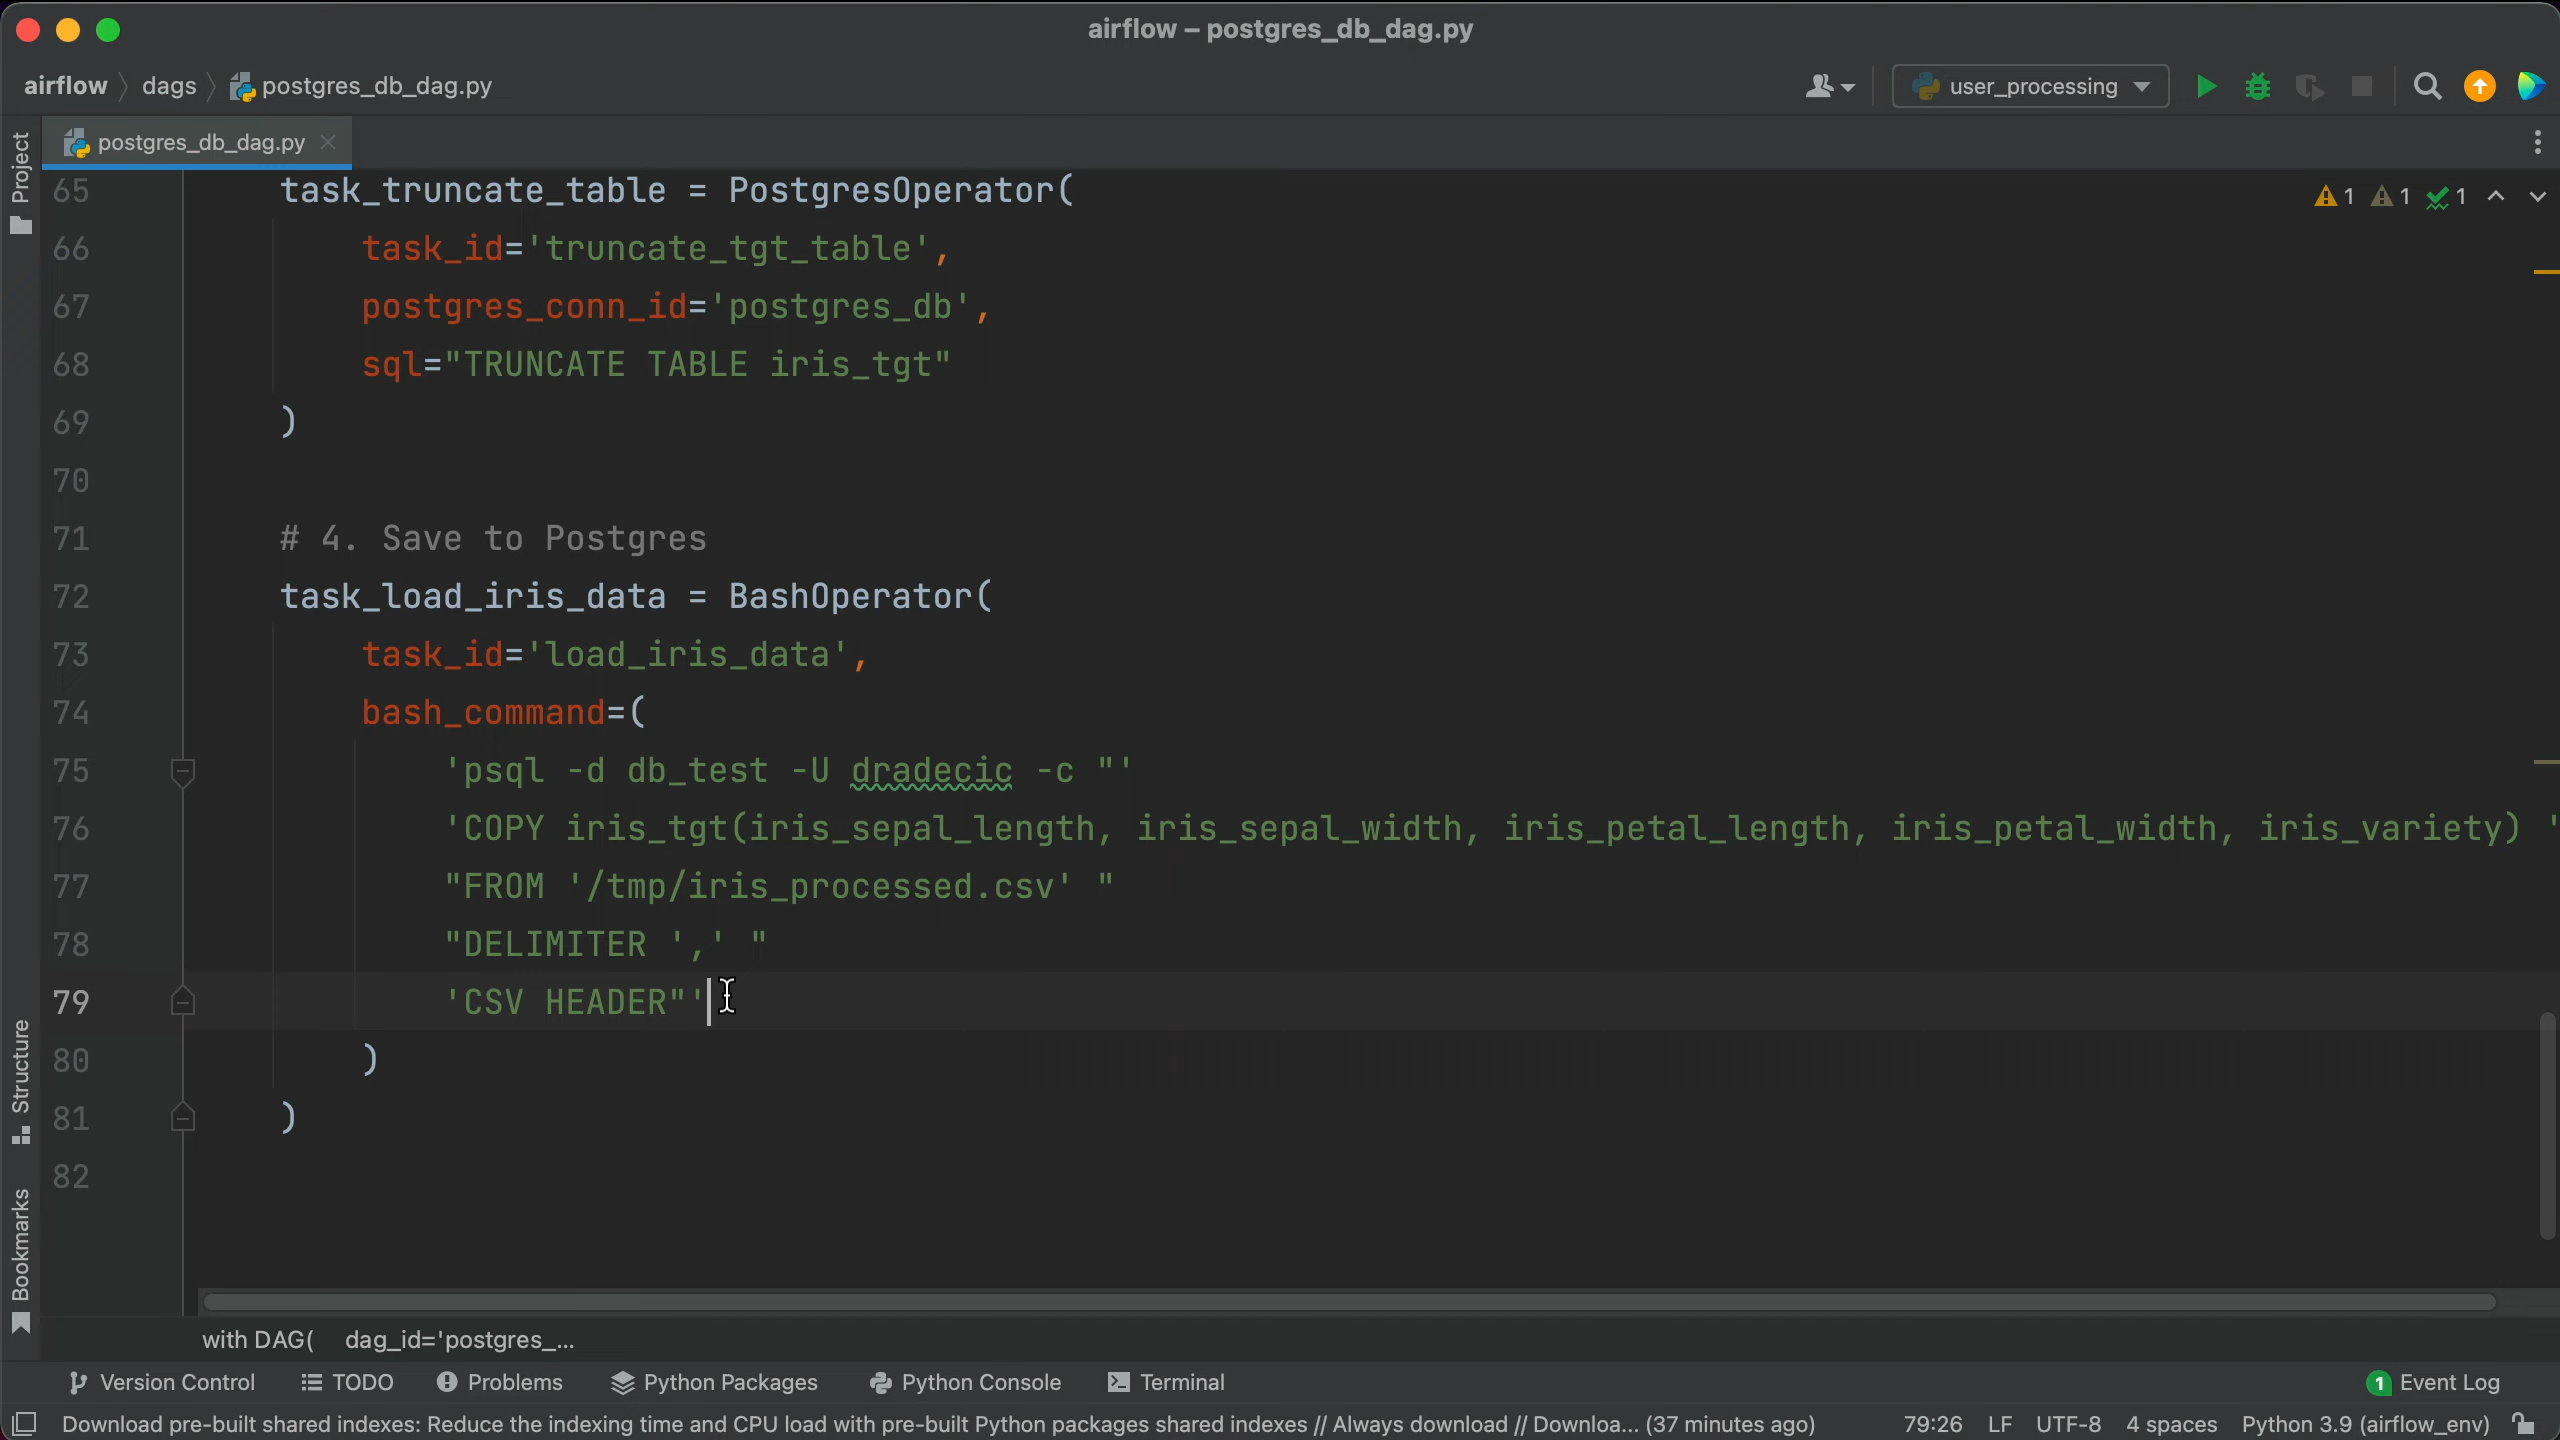 airflow – postgres_db_dag.py
airflow dags postgres_db_dag.py
user_processing
postgres_db_dag.py
Project
1 1 1
65 task_truncate_table = PostgresOperator(
66 task_id='truncate_tgt_table',
67 postgres_conn_id='postgres_db',
68 sql="TRUNCATE TABLE iris_tgt"
69 )
70
71 # 4. Save to Postgres
72 task_load_iris_data = BashOperator(
73 task_id='load_iris_data',
74 bash_command=(
75 'psql -d db_test -U dradecic -c "'
76 'COPY iris_tgt(iris_sepal_length, iris_sepal_width, iris_petal_length, iris_petal_width, iris_variety) '
77 "FROM '/tmp/iris_processed.csv' "
78 "DELIMITER ',' "
79 'CSV HEADER"'
80 )
81 )
82
Structure
Bookmarks
with DAG( dag_id='postgres_...
Version Control TODO Problems Python Packages Python Console Terminal 1 Event Log
Download pre-built shared indexes: Reduce the indexing time and CPU load with pre-built Python packages shared indexes // Always download // Downloa... (37 minutes ago) 79:26 LF UTF-8 4 spaces Python 3.9 (airflow_env)